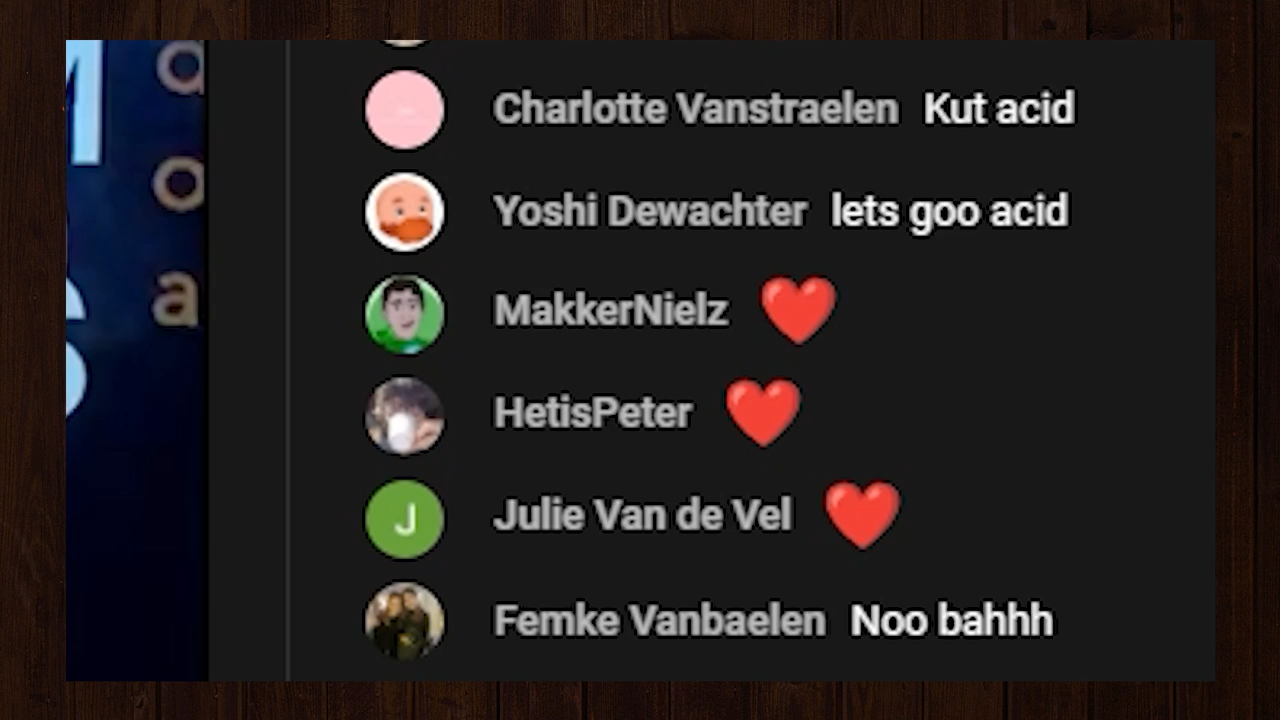 Charlotte Vanstraelen Kut acid
Yoshi Dewachter lets goo acid
MakkerNielz ❤️
HetisPeter ❤️
J Julie Van de Vel ❤️
Femke Vanbaelen Noo bahhh